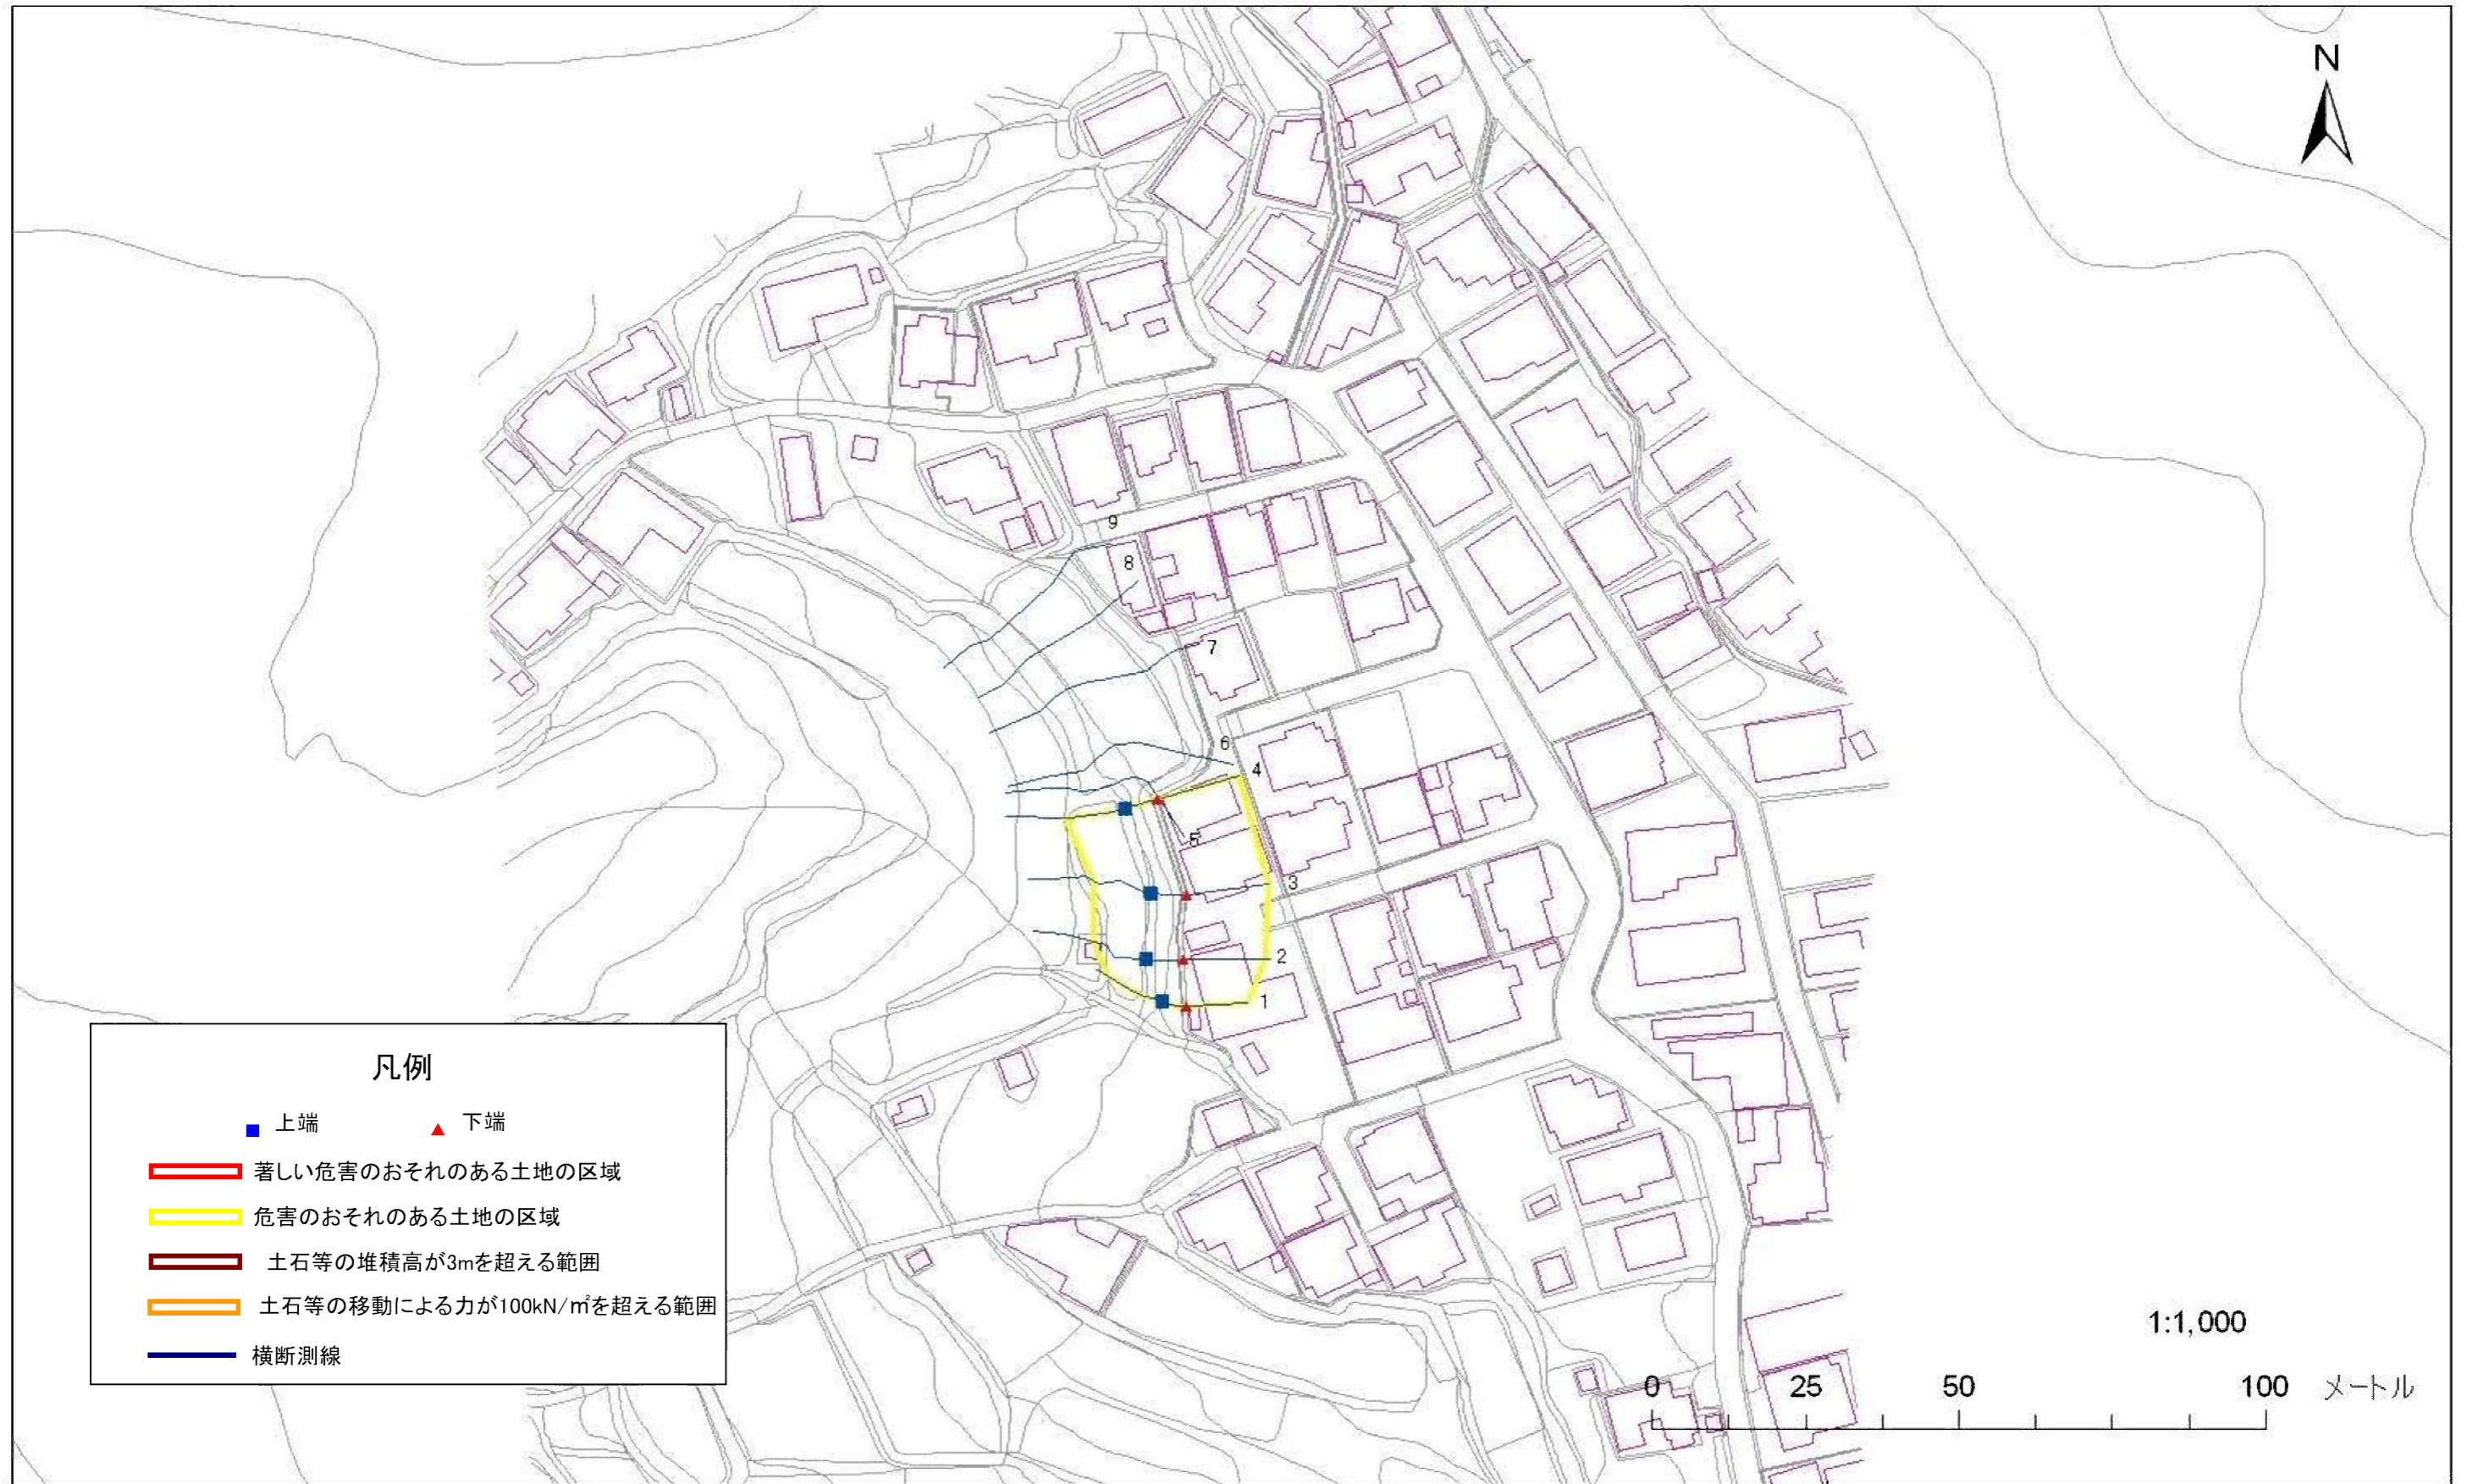 N
9
8
7
6
4
5
3
2
1
凡例
上端 下端
著しい危害のおそれのある土地の区域
危害のおそれのある土地の区域
土石等の堆積高が3mを超える範囲
土石等の移動による力が100kN/㎡を超える範囲
横断測線
1:1,000
0 25 50 100 メートル